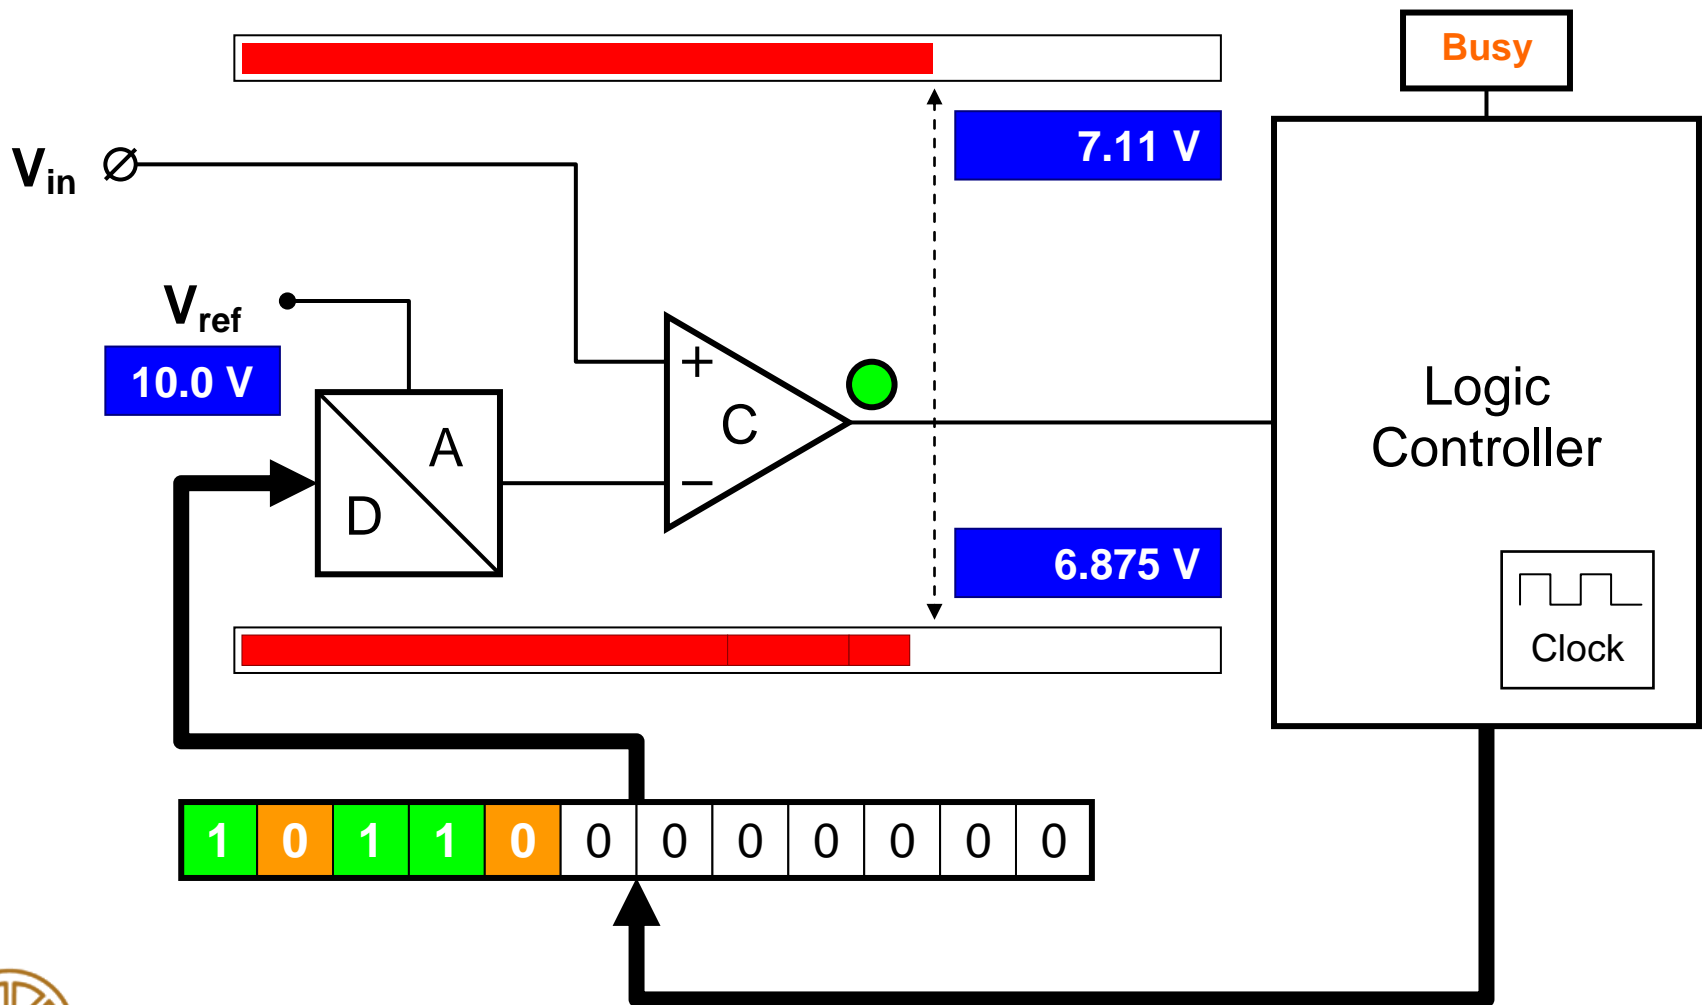 Busy
7.11 V
Vin
Vref
10.0 V
+
C
A
D
−
Logic
Controller
6.875 V
Clock
1 0 1 1 0 0 0 0 0 0 0 0